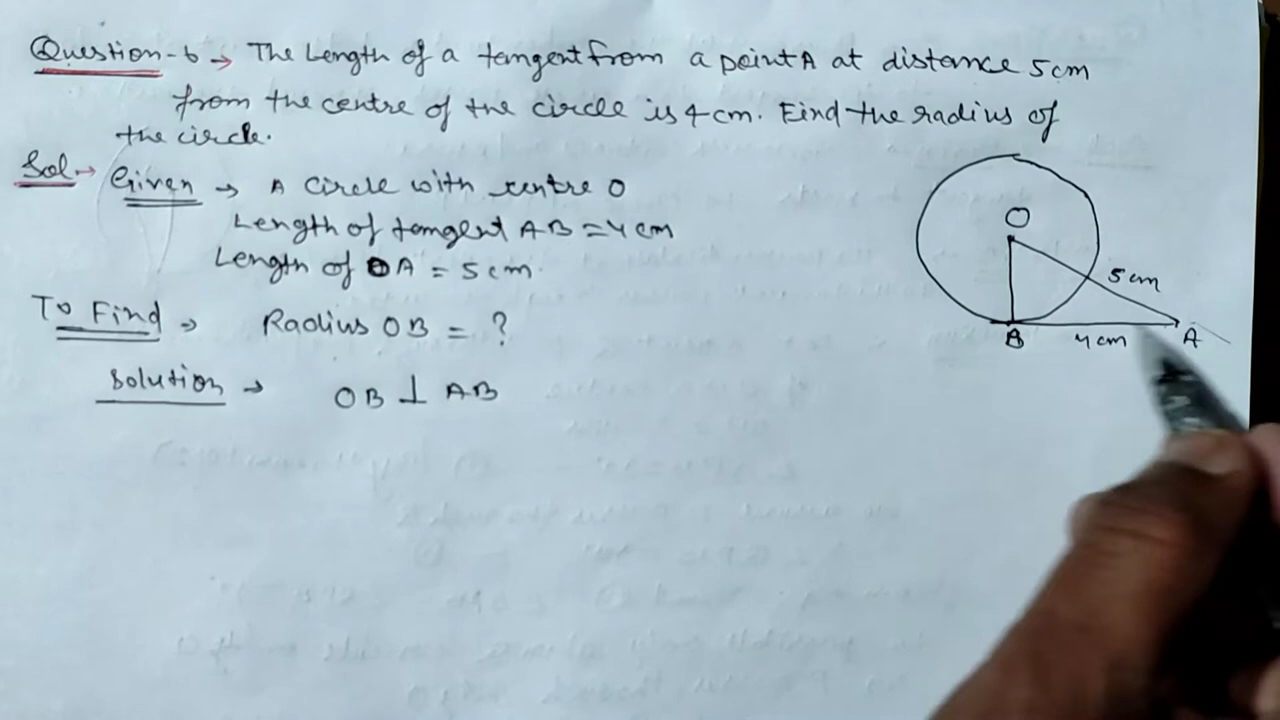 Question-6 → The Length of a tangent from a point A at distance 5cm
from the centre of the circle is 4cm. Find the radius of
the circle.
Sol → Given → A circle with centre O
Length of tangent AB = 4cm
Length of OA = 5cm.
To Find → Radius OB = ?
Solution → OB ⊥ AB
O
5cm
B 4cm A